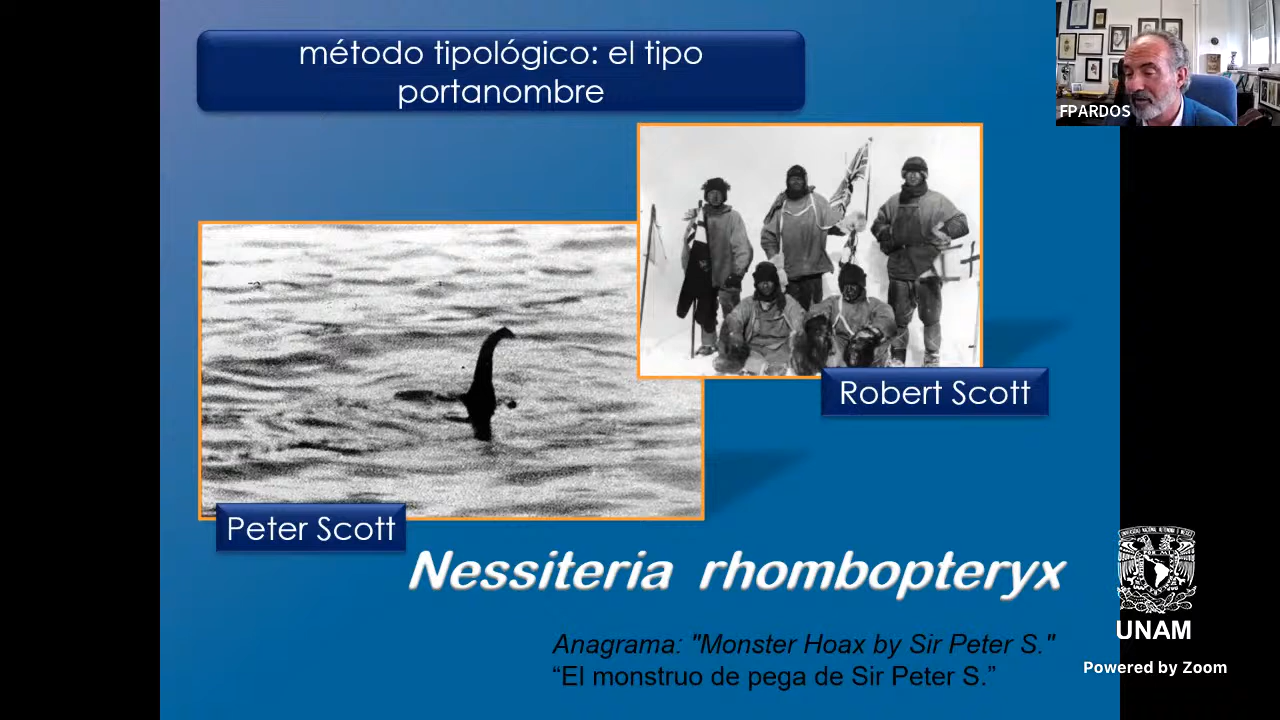 método tipológico: el tipo
portanombre
FPARDOS
Robert Scott
Peter Scott
Nessiteria rhombopteryx
Anagrama: "Monster Hoax by Sir Peter S."
“El monstruo de pega de Sir Peter S.”
UNAM
Powered by Zoom